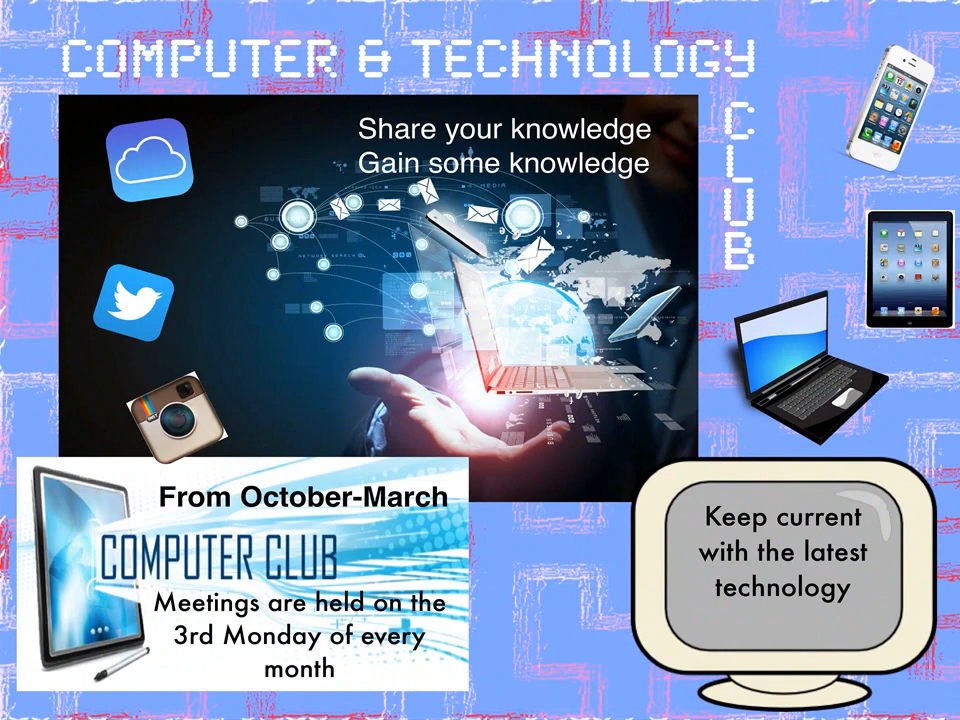 COMPUTER & TECHNOLOGY
CLUB
Share your knowledge
Gain some knowledge
From October-March
COMPUTER CLUB
Meetings are held on the
3rd Monday of every
month
Keep current
with the latest
technology